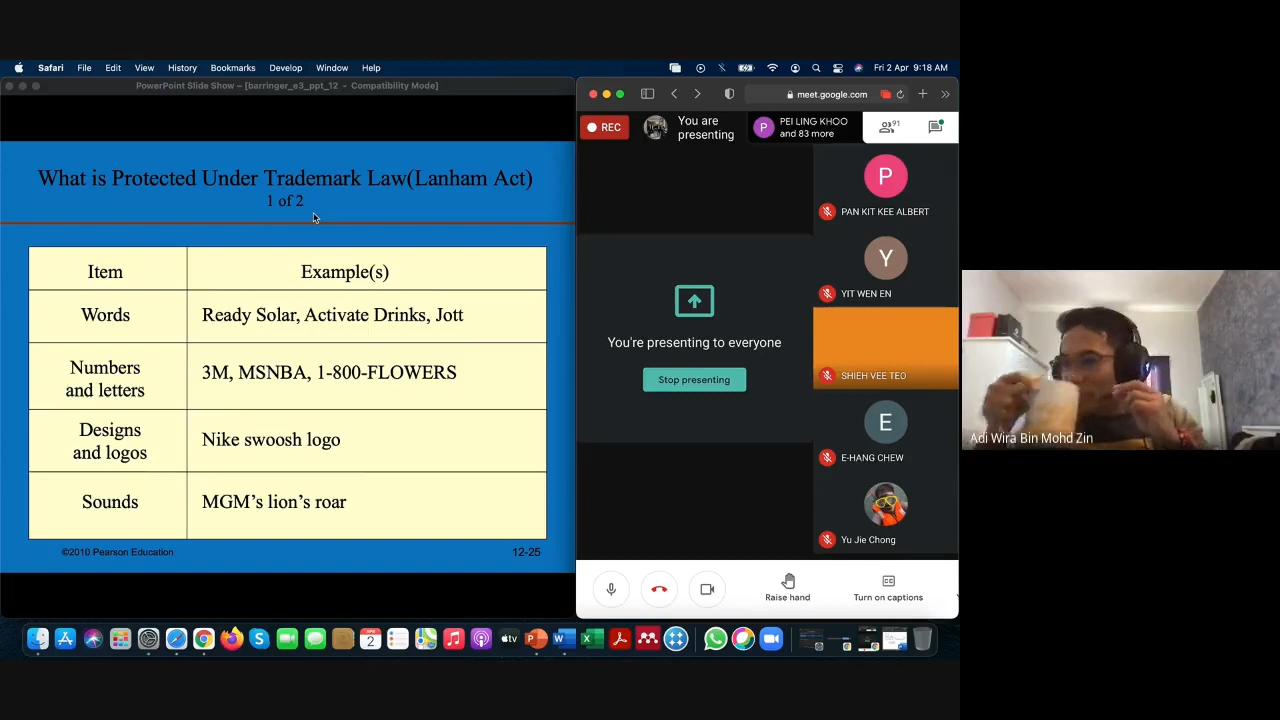 Safari File Edit View History Bookmarks Develop Window Help
Fri 2 Apr 9:18 AM
PowerPoint Slide Show – [barringer_e3_ppt_12 - Compatibility Mode]
What is Protected Under Trademark Law(Lanham Act)
1 of 2
Item
Example(s)
Words
Ready Solar, Activate Drinks, Jott
Numbers
and letters
3M, MSNBA, 1-800-FLOWERS
Designs
and logos
Nike swoosh logo
Sounds
MGM’s lion’s roar
©2010 Pearson Education
12-25
meet.google.com
REC
You are
presenting
P
PEI LING KHOO
and 83 more
91
P
PAN KIT KEE ALBERT
You're presenting to everyone
Stop presenting
Y
YIT WEN EN
SHIEH VEE TEO
E
E-HANG CHEW
Yu Jie Chong
Raise hand
Turn on captions
Adi Wira Bin Mohd Zin
APR
2
tv